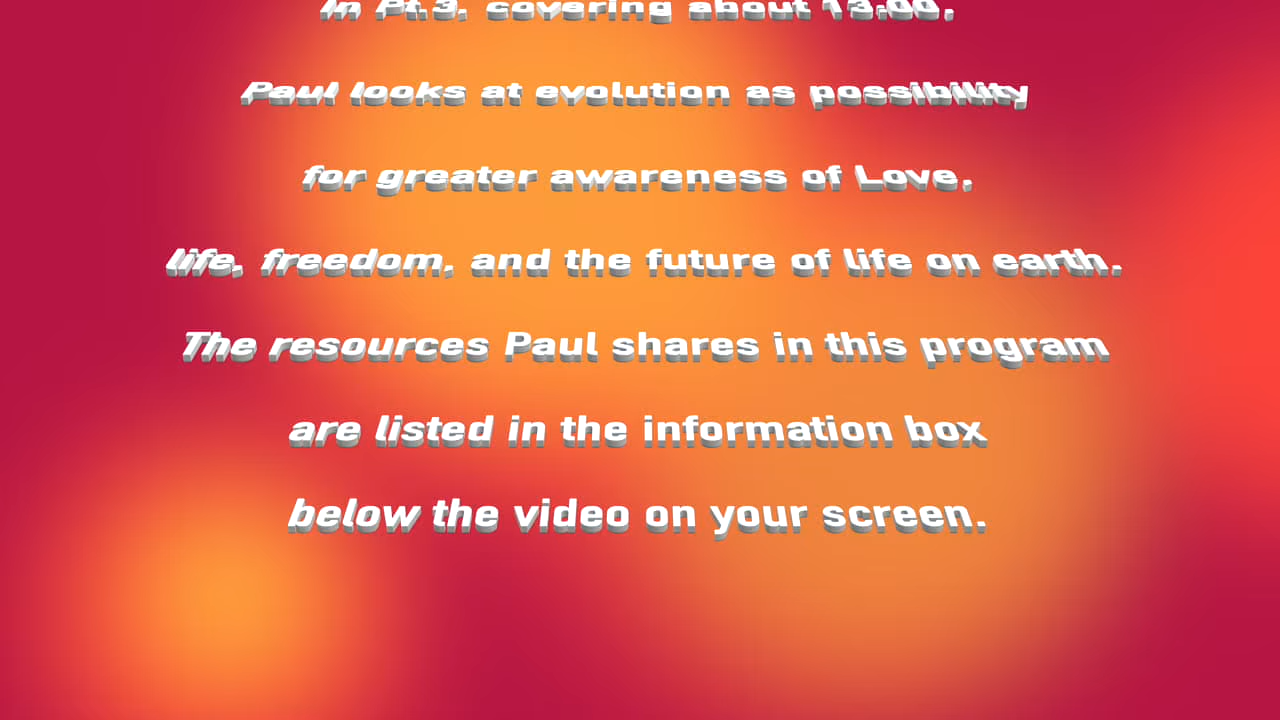 In Pt.3, covering about 13.00,
Paul looks at evolution as possibility
for greater awareness of Love,
life, freedom, and the future of life on earth.
The resources Paul shares in this program
are listed in the information box
below the video on your screen.